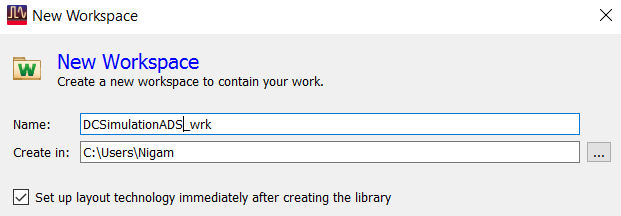 New Workspace
New Workspace
Create a new workspace to contain your work.
Name: DCSimulationADS_wrk
Create in: C:\Users\Nigam ...
Set up layout technology immediately after creating the library